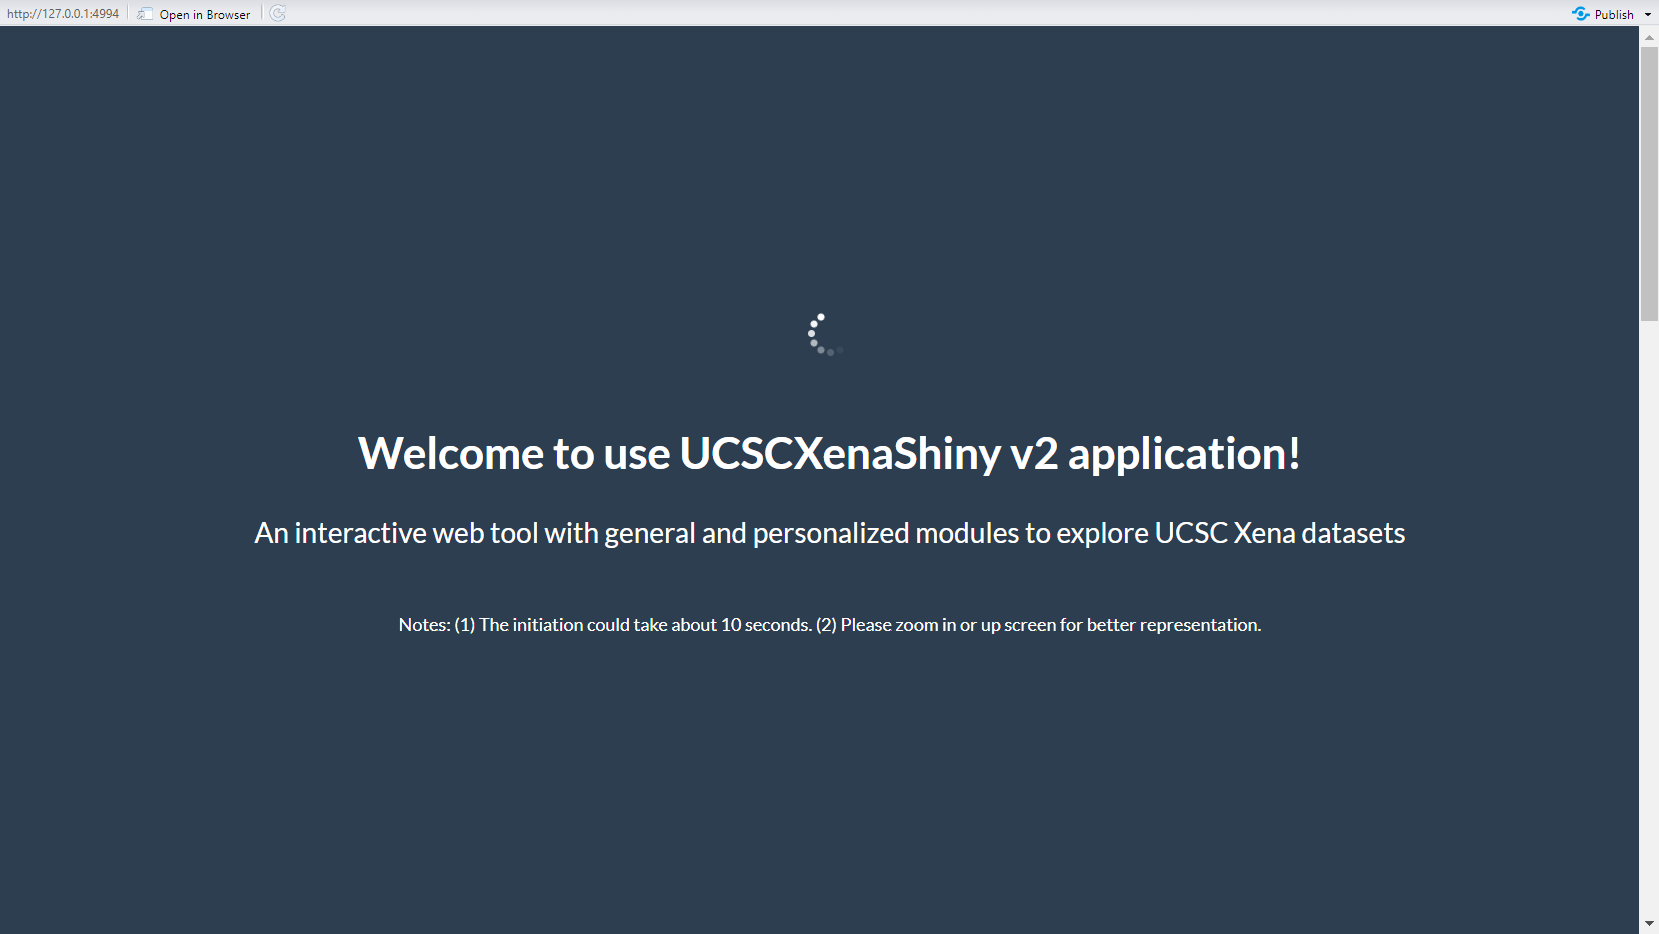 http://127.0.0.1:4994 Open in Browser Publish
Welcome to use UCSCXenaShiny v2 application!
An interactive web tool with general and personalized modules to explore UCSC Xena datasets
Notes: (1) The initiation could take about 10 seconds. (2) Please zoom in or up screen for better representation.